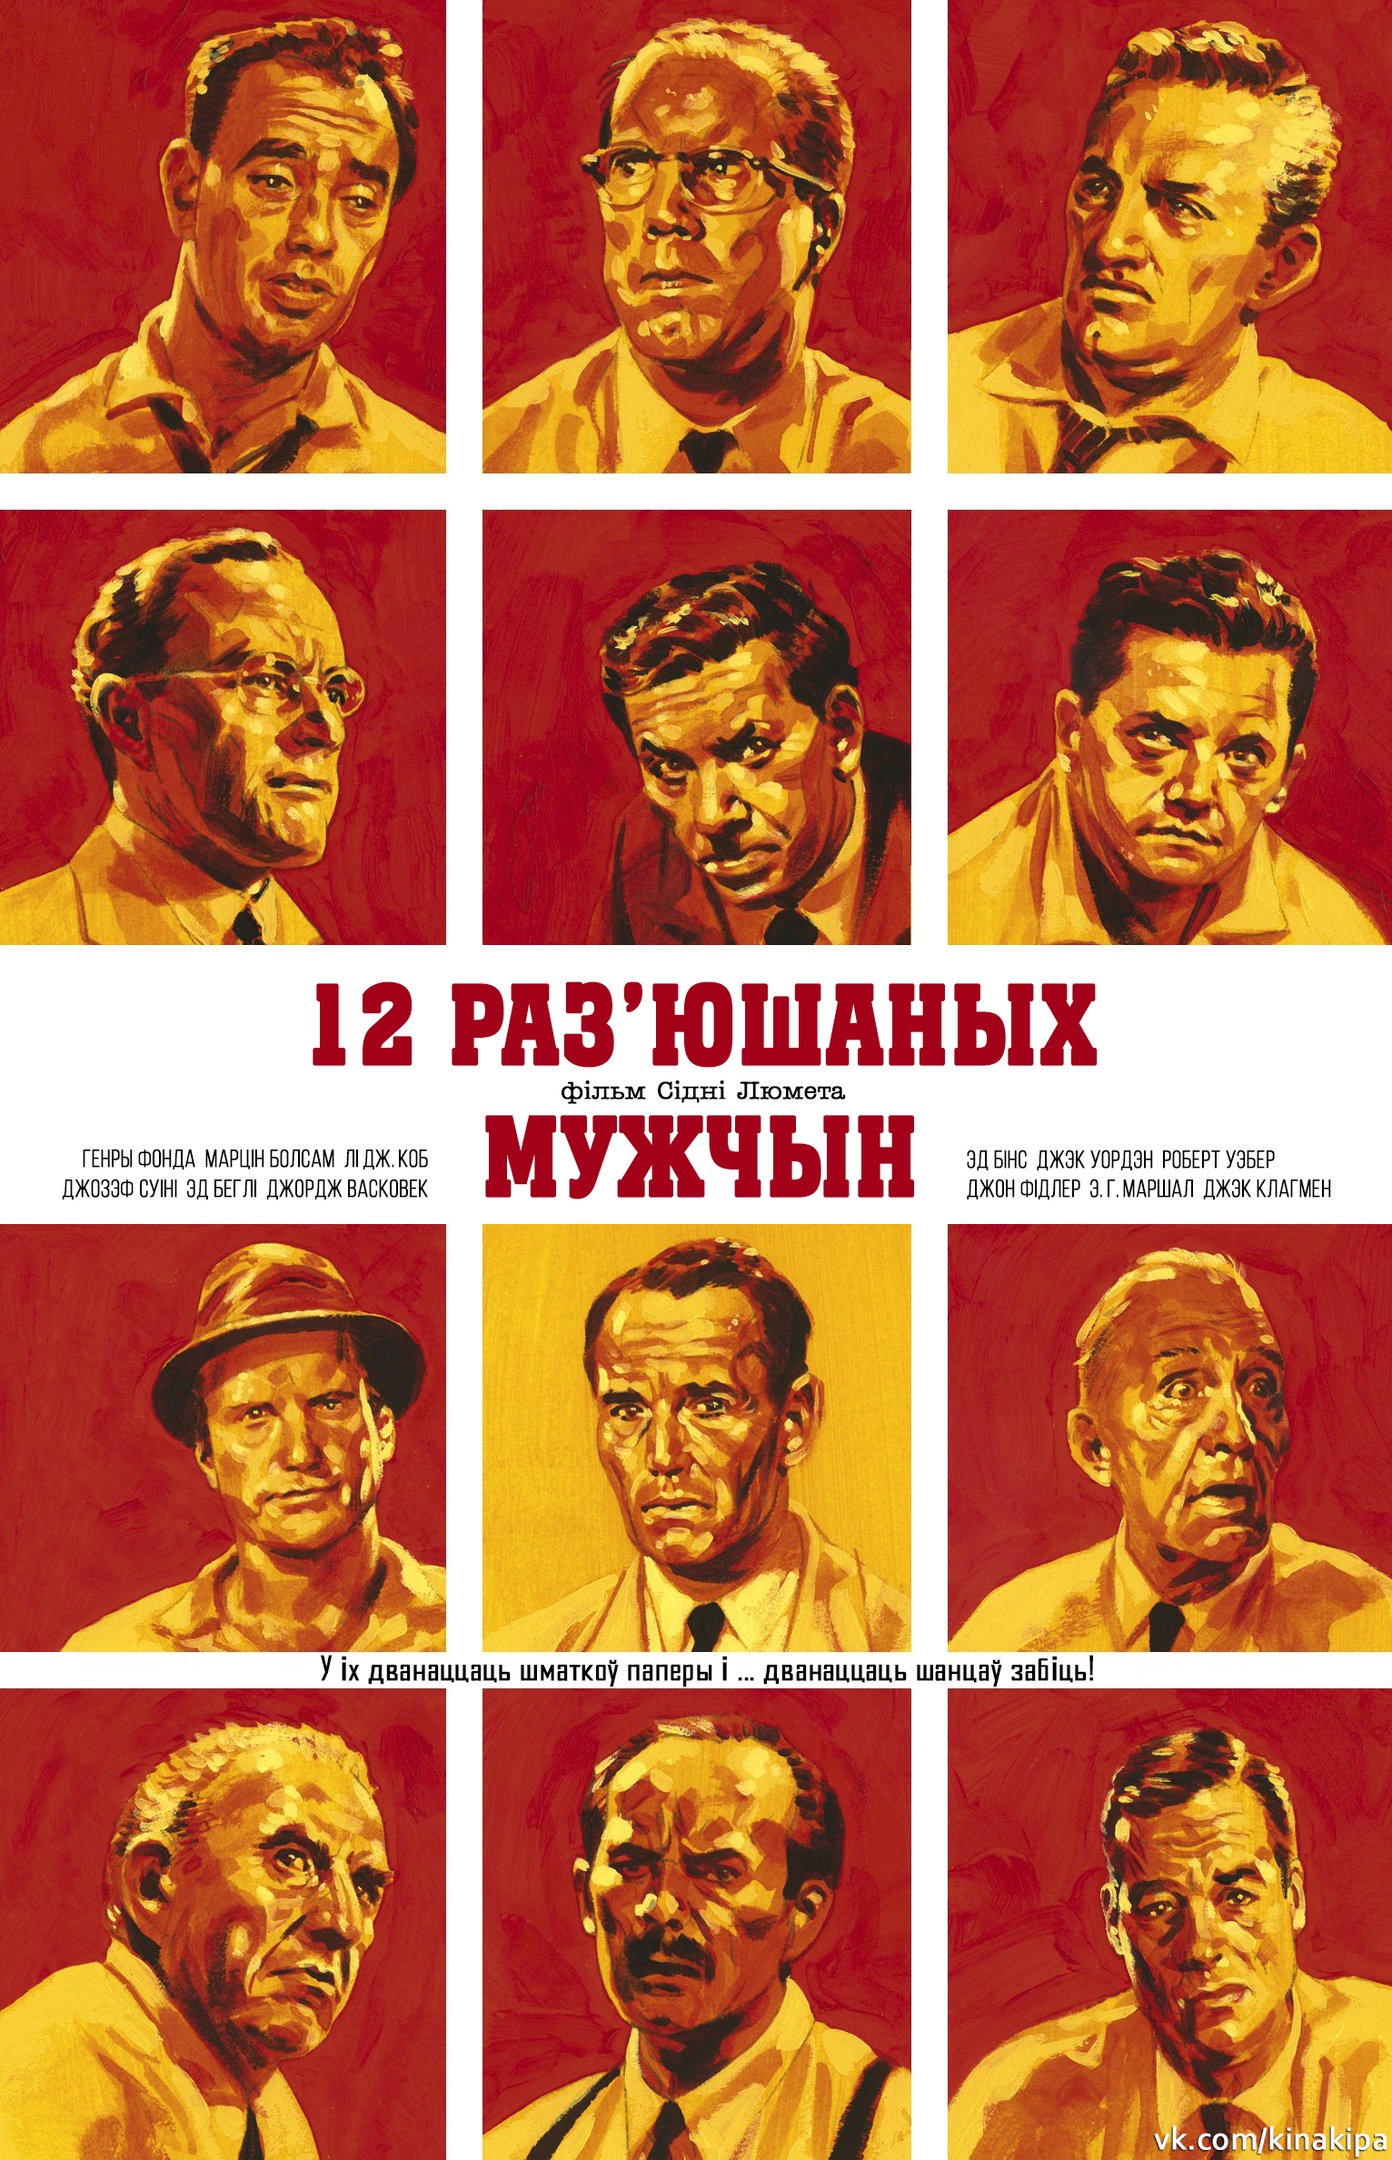 12 РАЗ’ЮШАНЫХ
фільм Сідні Люмета
МУЖЧЫН
ГЕНРЫ ФОНДА МАРЦІН БОЛСАМ ЛІ ДЖ. КОБ
ДЖОЗЭФ СУІНІ ЭД БЕГЛІ ДЖОРДЖ ВАСКОВЕК
ЭД БІНС ДЖЭК УОРДЭН РОБЕРТ УЭБЕР
ДЖОН ФІДЛЕР Э. Г. МАРШАЛ ДЖЭК КЛАГМЕН
У іх дванаццаць шматкоў паперы і ... дванаццаць шанцаў забіць!
vk.com/kinakipa